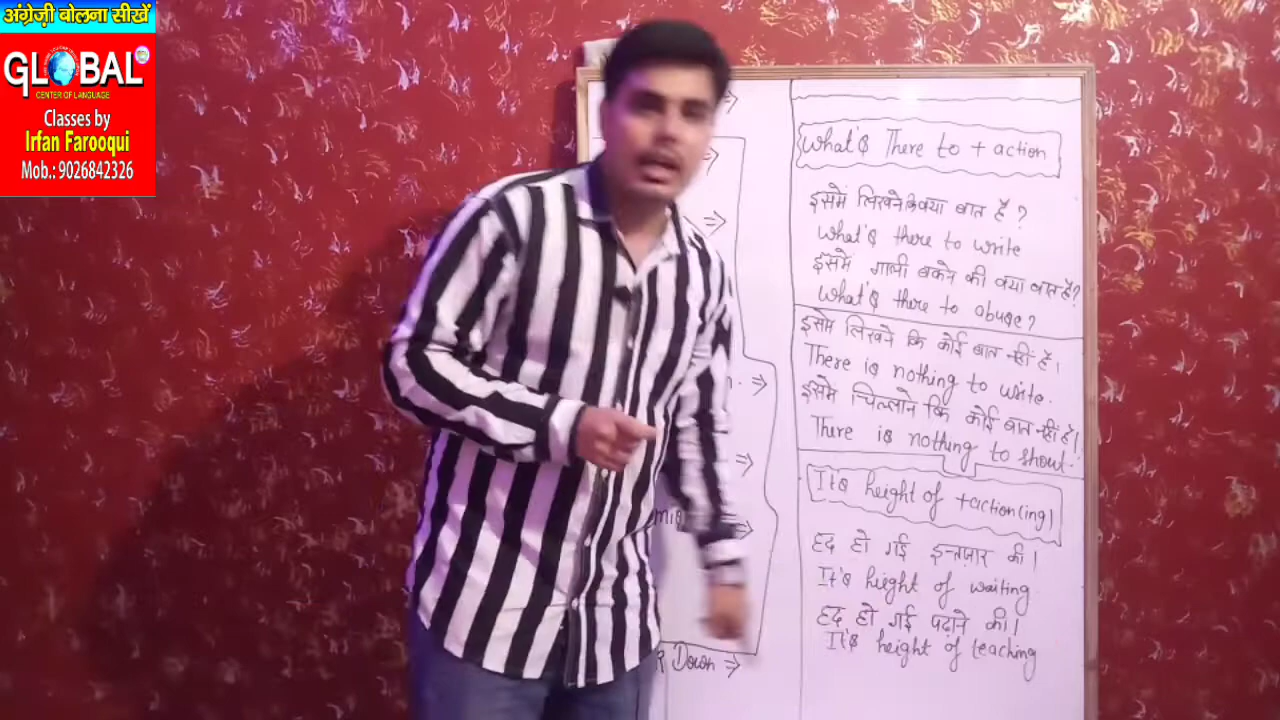 अंग्रेज़ी बोलना सीखें
GLOBAL
CENTER OF LANGUAGE
Classes by
Irfan Farooqui
Mob.: 9026842326
What's There to + action
इसमें लिखने कि क्या बात है ?
What's there to write
इसमें गाली बकने की क्या बात है ?
What's there to abuse ?
इसमे लिखने कि कोई बात नहीं है।
There is nothing to write.
इसमें चिल्लाने कि कोई बात नहीं है।
There is nothing to shout.
It's height of +action(ing)
हद हो गई इन्तज़ार की।
It's height of waiting
हद हो गई पढ़ाने की।
It's height of teaching
Down ⇒